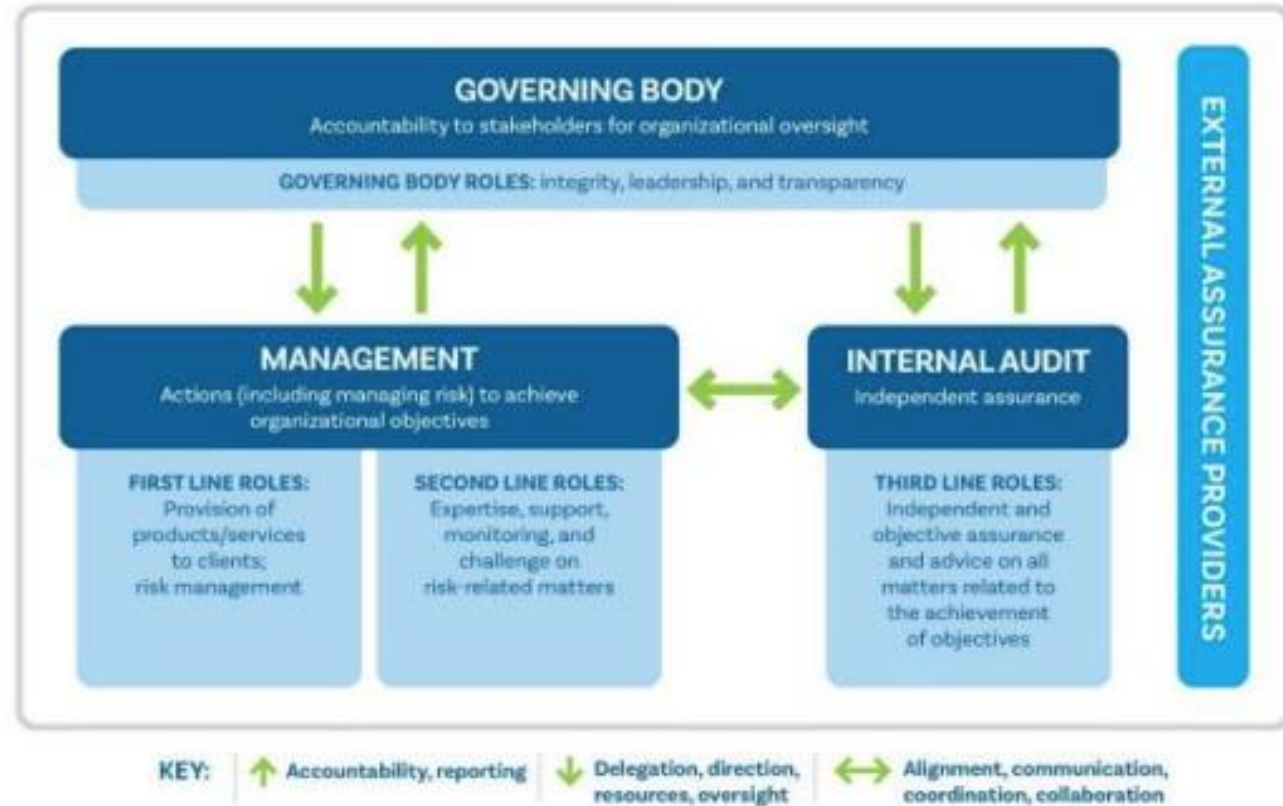 GOVERNING BODY
Accountability to stakeholders for organizational oversight
GOVERNING BODY ROLES: integrity, leadership, and transparency
MANAGEMENT
Actions (including managing risk) to achieve
organizational objectives
FIRST LINE ROLES:
Provision of
products/services
to clients;
risk management
SECOND LINE ROLES:
Expertise, support,
monitoring, and
challenge on
risk-related matters
INTERNAL AUDIT
Independent assurance
THIRD LINE ROLES:
Independent and
objective assurance
and advice on all
matters related to
the achievement
of objectives
EXTERNAL ASSURANCE PROVIDERS
KEY:
Accountability, reporting
Delegation, direction,
resources, oversight
Alignment, communication,
coordination, collaboration